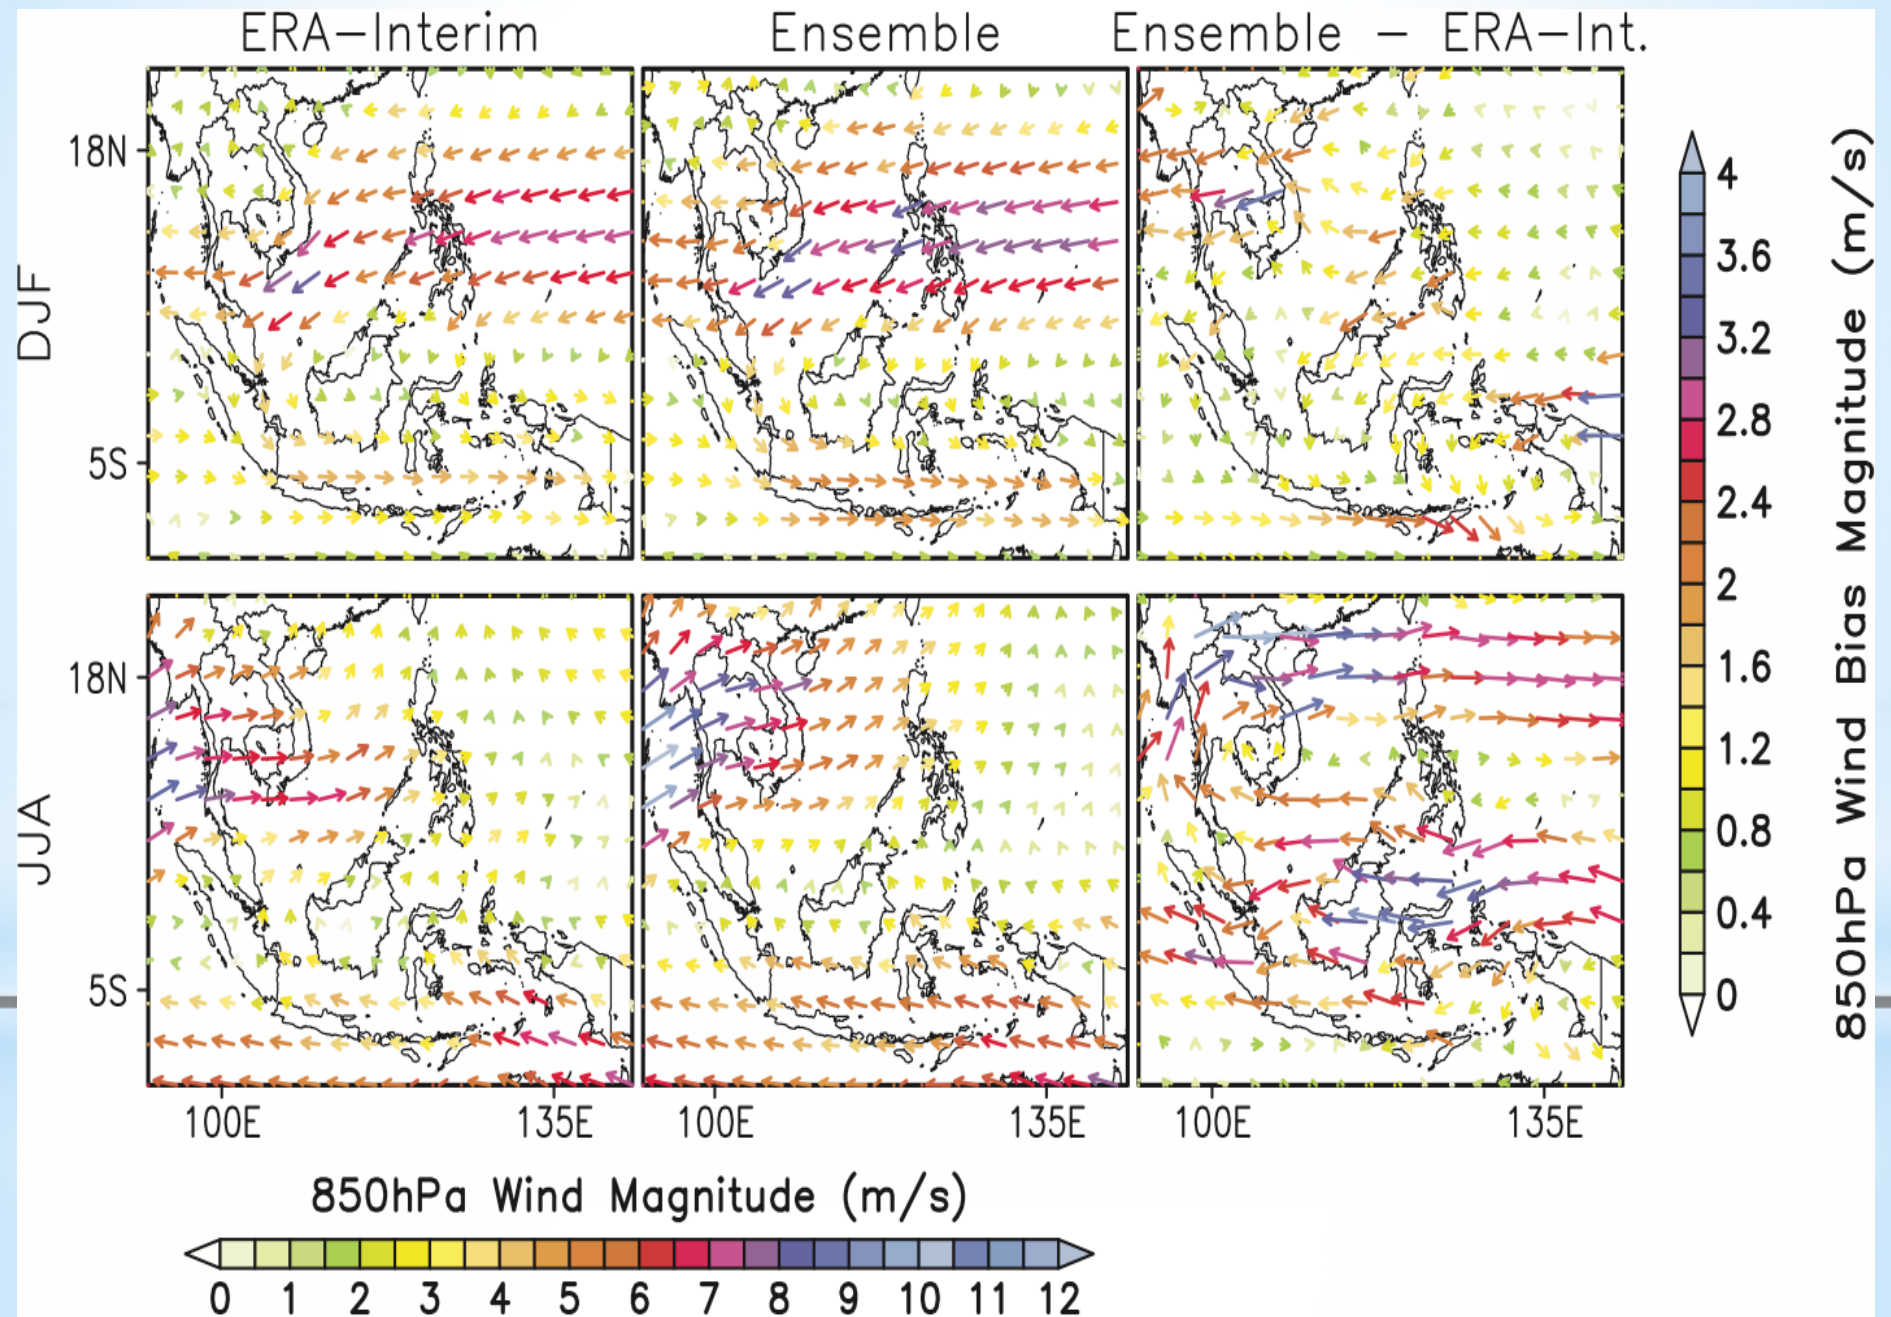 ERA-Interim
Ensemble
Ensemble - ERA-Int.
DJF
18N
5S
JJA
18N
5S
100E
135E
100E
135E
100E
135E
850hPa Wind Magnitude (m/s)
0 1 2 3 4 5 6 7 8 9 10 11 12
4
3.6
3.2
2.8
2.4
2
1.6
1.2
0.8
0.4
0
850hPa Wind Bias Magnitude (m/s)